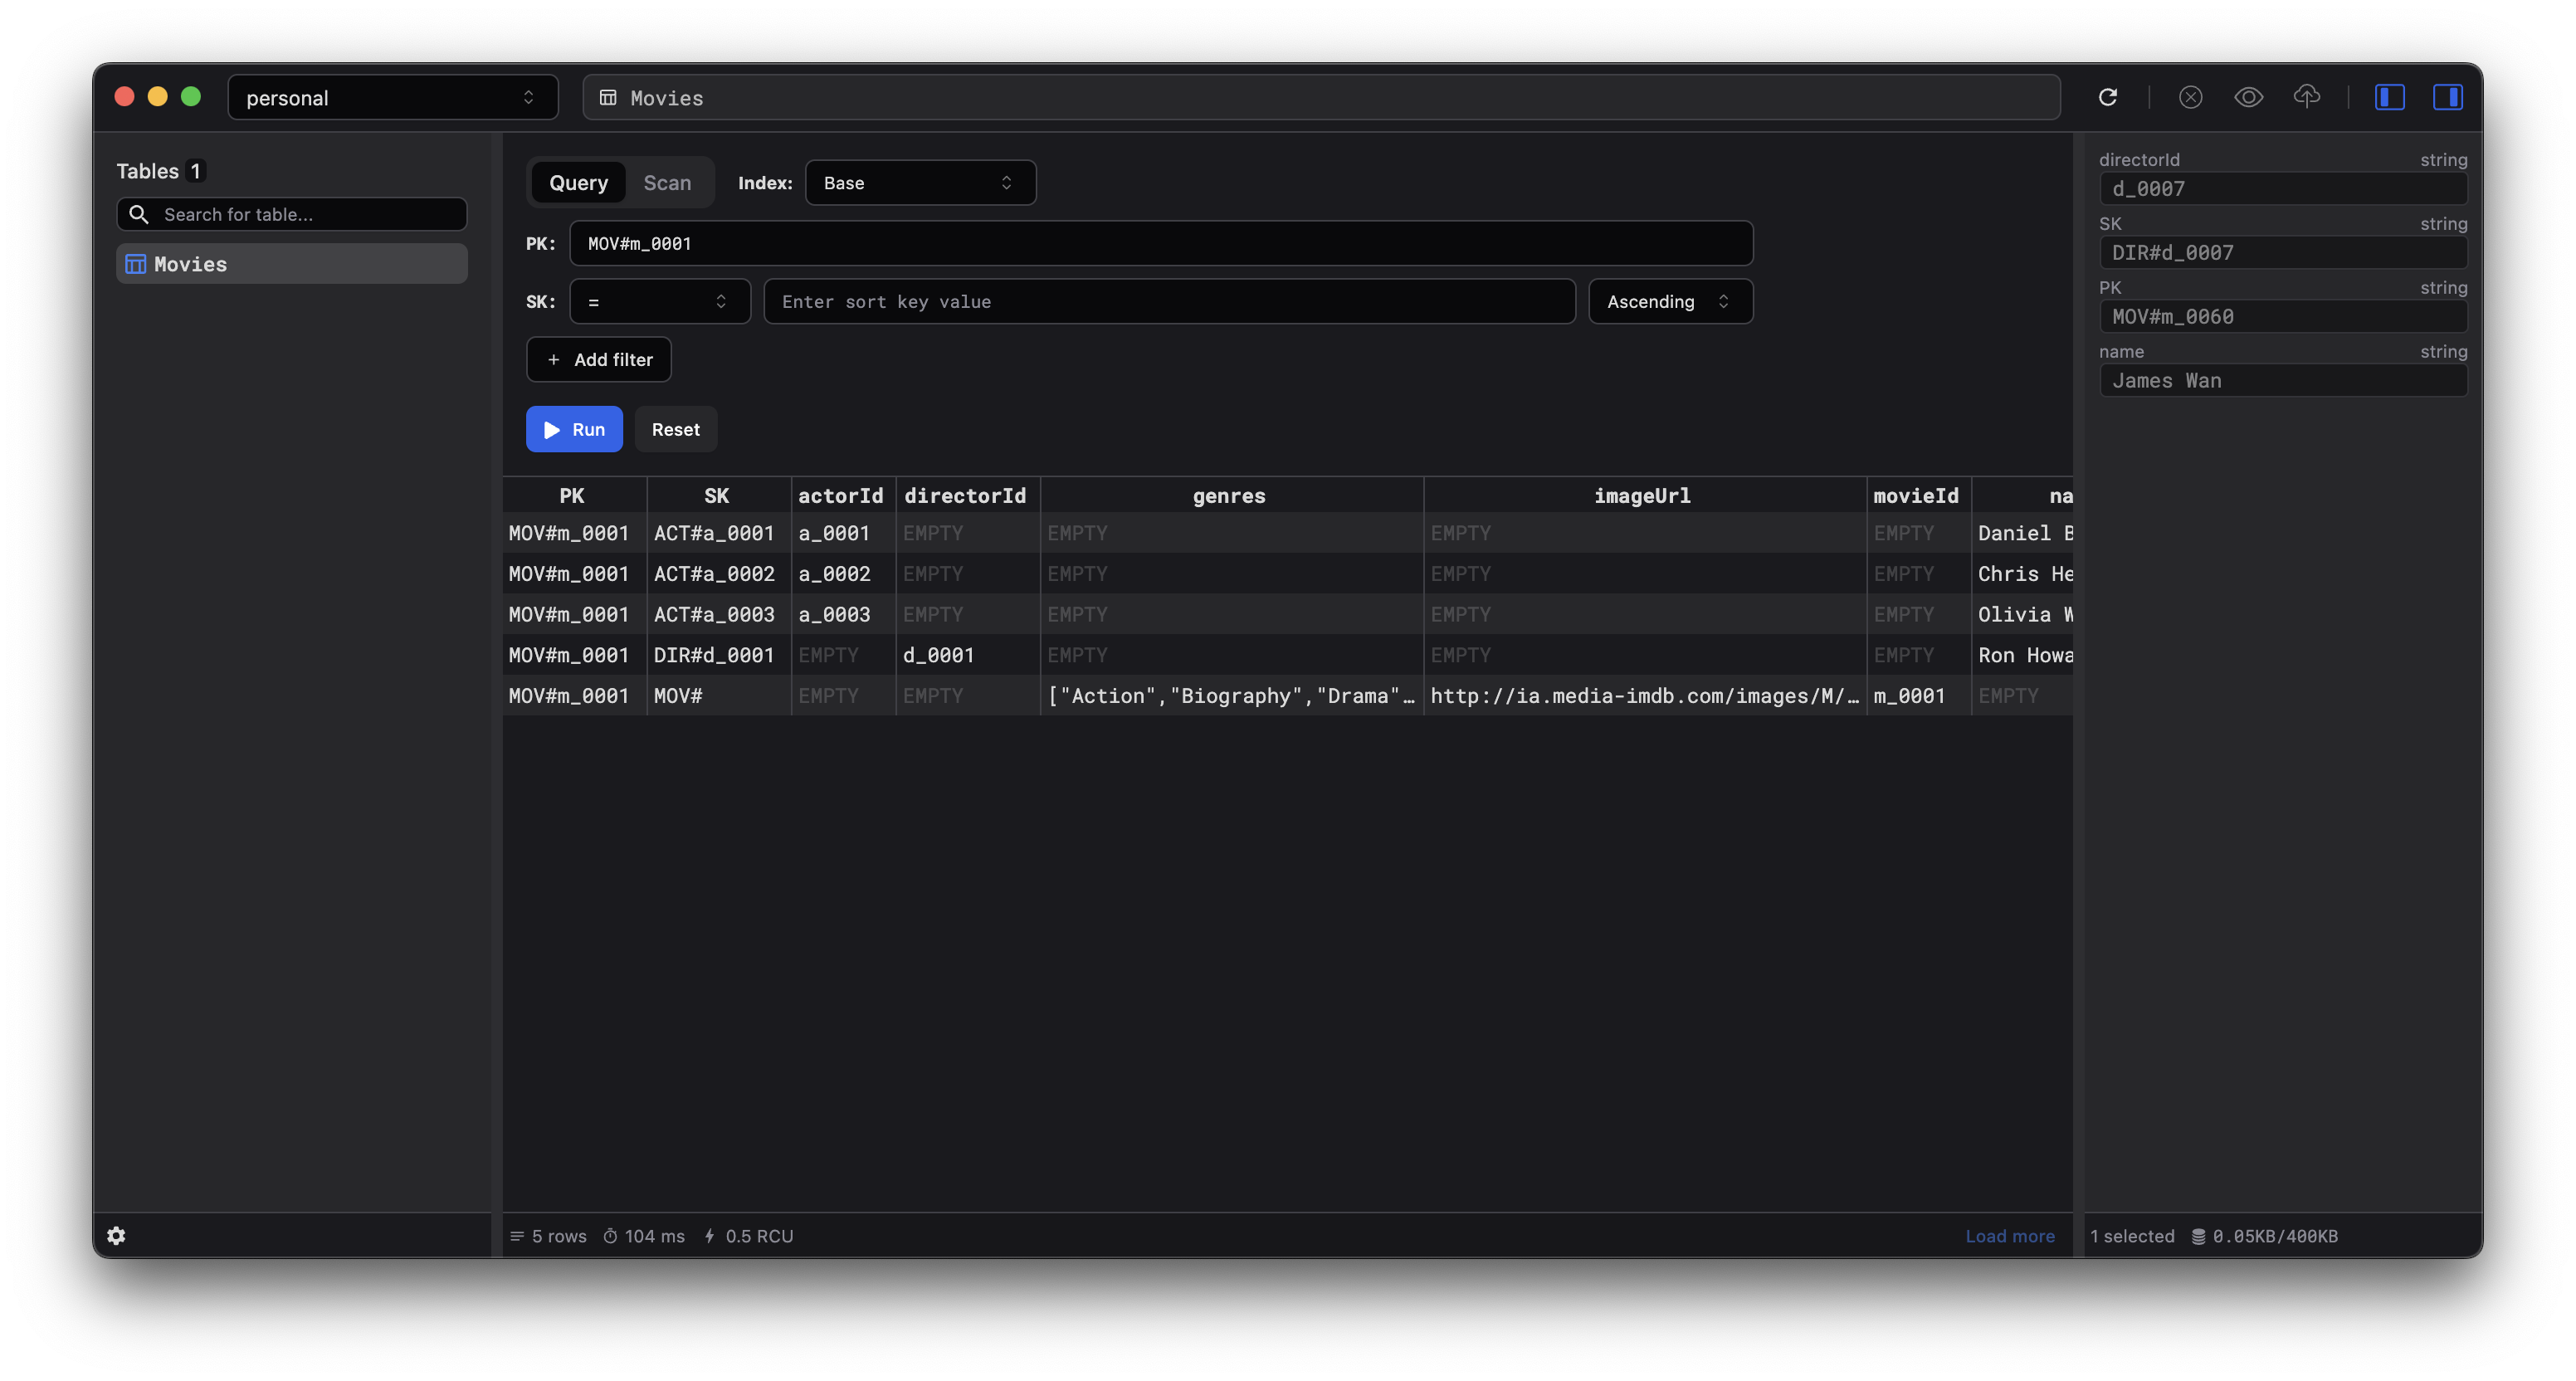 personal
Movies
Tables 1
Search for table...
Movies
Query Scan Index: Base
PK: MOV#m_0001
SK: = Enter sort key value Ascending
+ Add filter
Run Reset
PK SK actorId directorId genres imageUrl movieId na
MOV#m_0001 ACT#a_0001 a_0001 EMPTY EMPTY EMPTY EMPTY Daniel B
MOV#m_0001 ACT#a_0002 a_0002 EMPTY EMPTY EMPTY EMPTY Chris He
MOV#m_0001 ACT#a_0003 a_0003 EMPTY EMPTY EMPTY EMPTY Olivia W
MOV#m_0001 DIR#d_0001 EMPTY d_0001 EMPTY EMPTY EMPTY Ron Howa
MOV#m_0001 MOV# EMPTY EMPTY ["Action","Biography","Drama"… http://ia.media-imdb.com/images/M/… m_0001 EMPTY
5 rows 104 ms 0.5 RCU Load more
directorId string
d_0007
SK string
DIR#d_0007
PK string
MOV#m_0060
name string
James Wan
1 selected 0.05KB/400KB